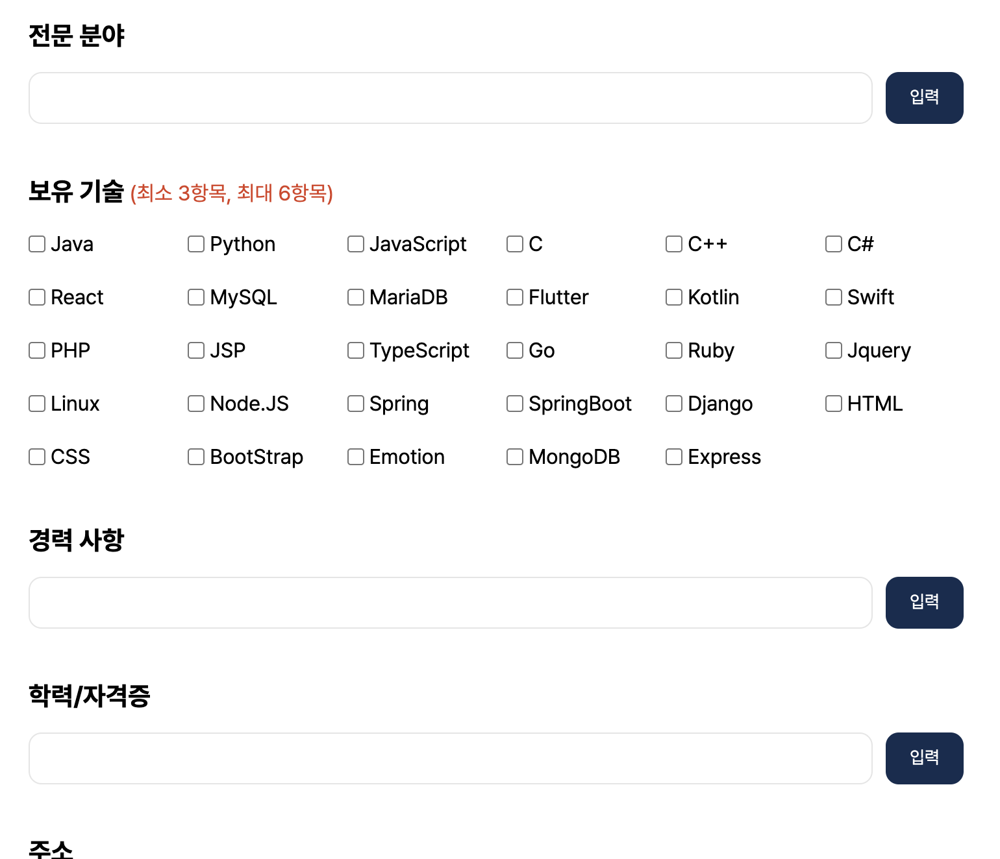 전문 분야
입력
보유 기술 (최소 3항목, 최대 6항목)
Java Python JavaScript C C++ C#
React MySQL MariaDB Flutter Kotlin Swift
PHP JSP TypeScript Go Ruby Jquery
Linux Node.JS Spring SpringBoot Django HTML
CSS BootStrap Emotion MongoDB Express
경력 사항
입력
학력/자격증
입력
주소